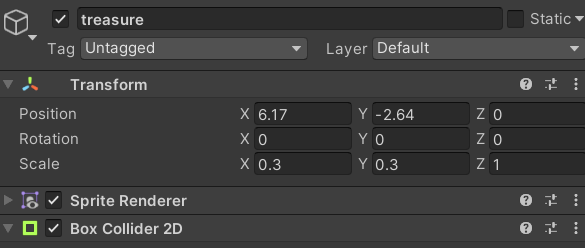 treasure Static
Tag Untagged Layer Default
Transform
Position X 6.17 Y -2.64 Z 0
Rotation X 0 Y 0 Z 0
Scale X 0.3 Y 0.3 Z 1
Sprite Renderer
Box Collider 2D